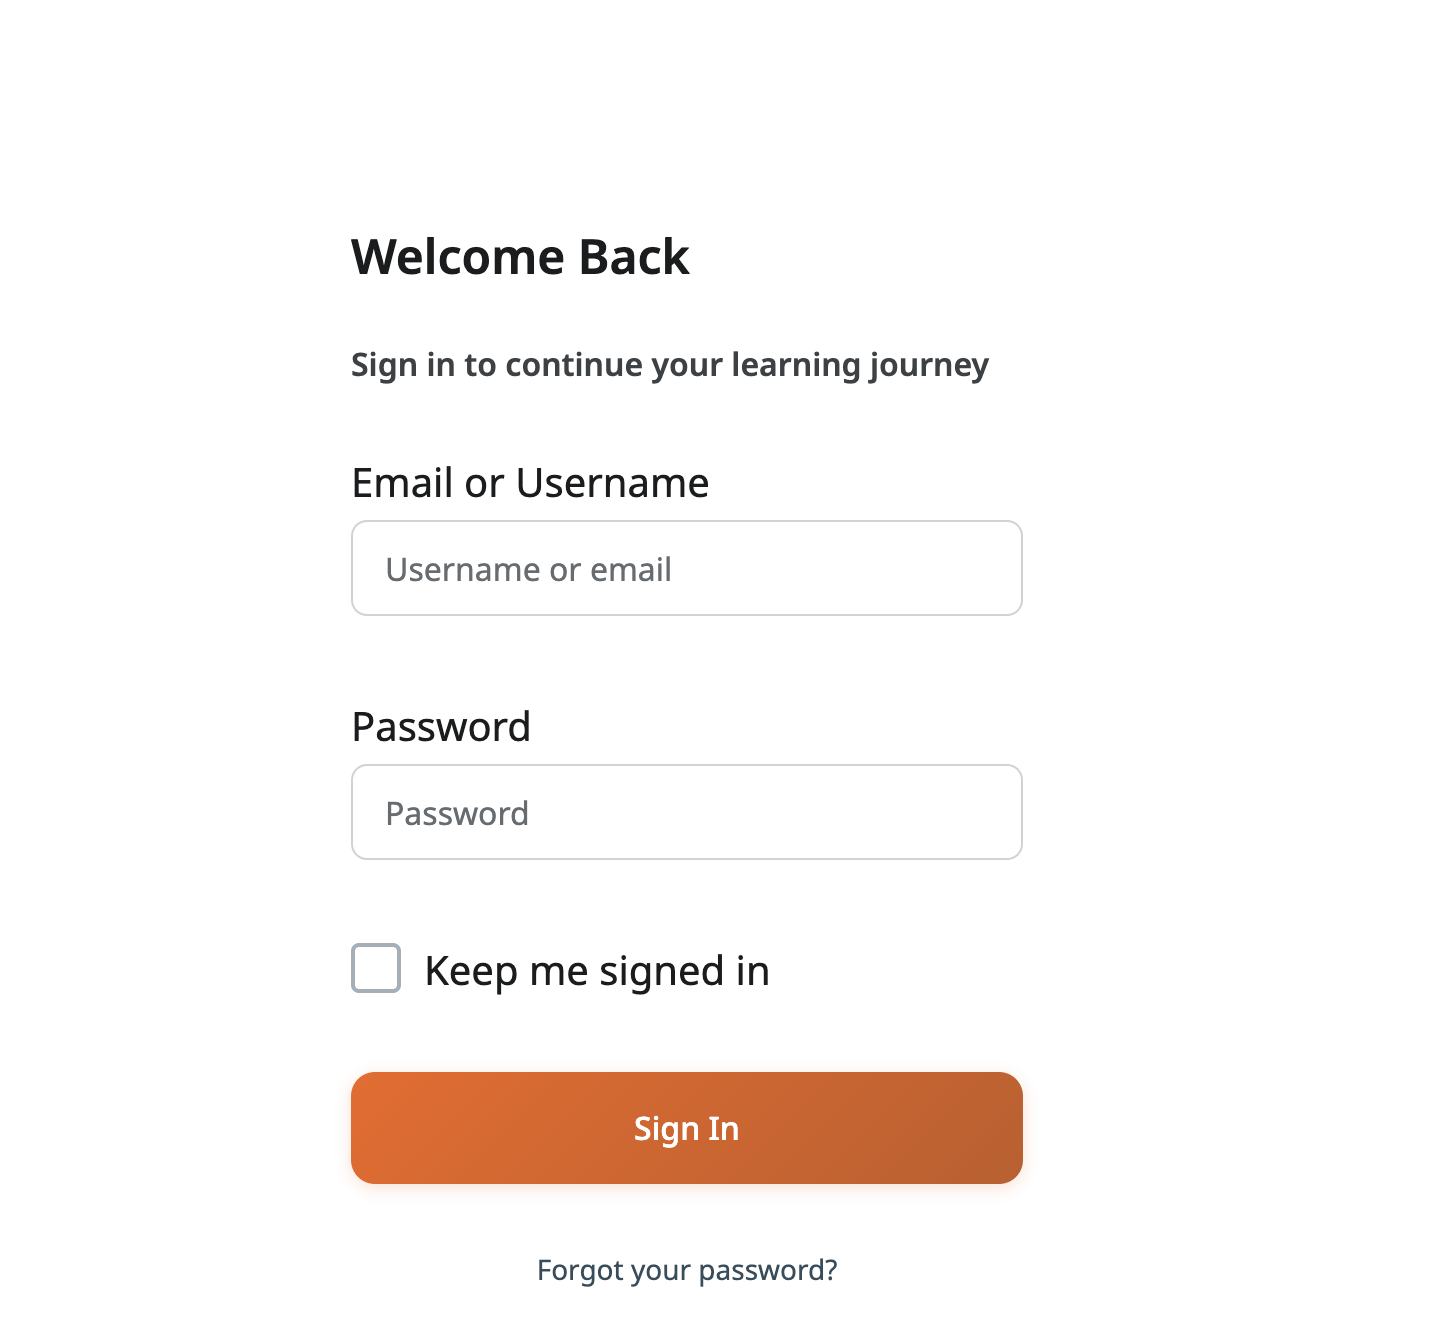 Welcome Back
Sign in to continue your learning journey
Email or Username
Username or email
Password
Password
Keep me signed in
Sign In
Forgot your password?